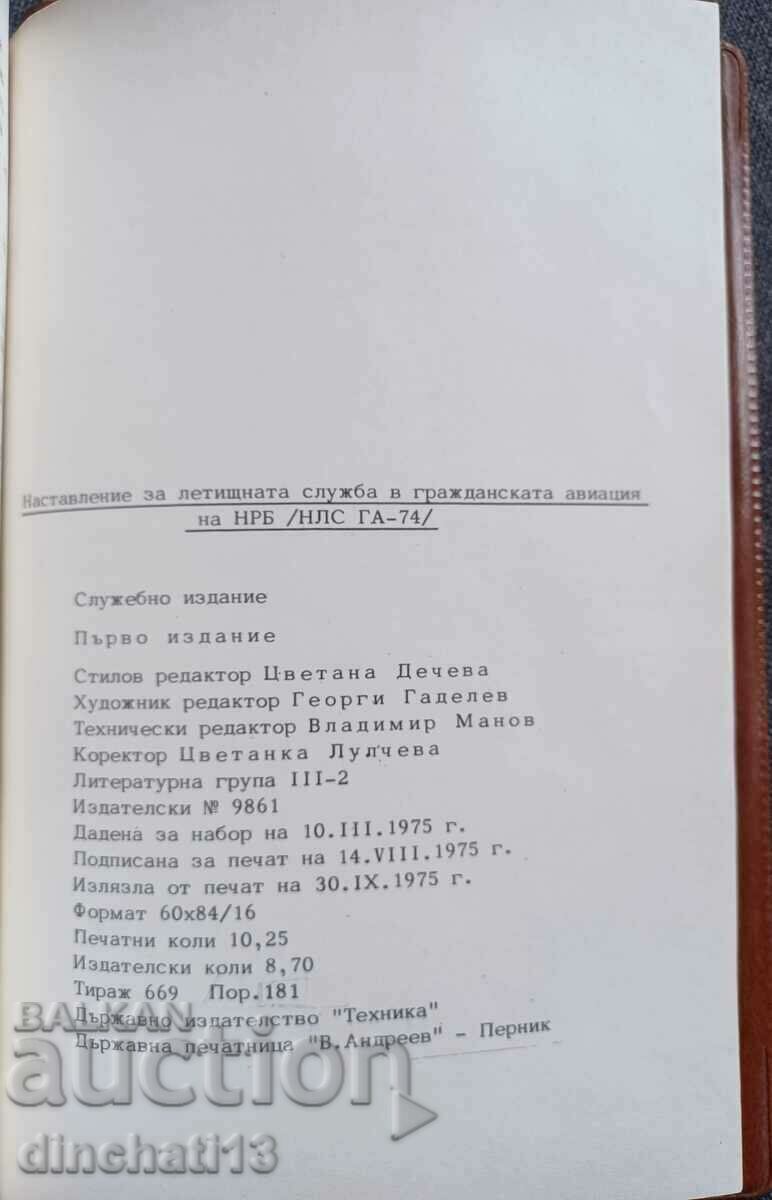 Наставление за летищната служба в гражданската авиация
на НРБ /НЛС ГА-74/
Служебно издание
Първо издание
Стилов редактор Цветана Дечева
Художник редактор Георги Гаделев
Технически редактор Владимир Манов
Коректор Цветанка Лулчева
Литературна група III-2
Издателски № 9861
Дадена за набор на 10.III.1975 г.
Подписана за печат на 14.VIII.1975 г.
Излязла от печат на 30.IX.1975 г.
Формат 60х84/16
Печатни коли 10,25
Издателски коли 8,70
Тираж 669 Пор.181
Държавно издателство "Техника"
Държавна печатница "В.Андреев" - Перник
BALKAN
auction
dinchati13